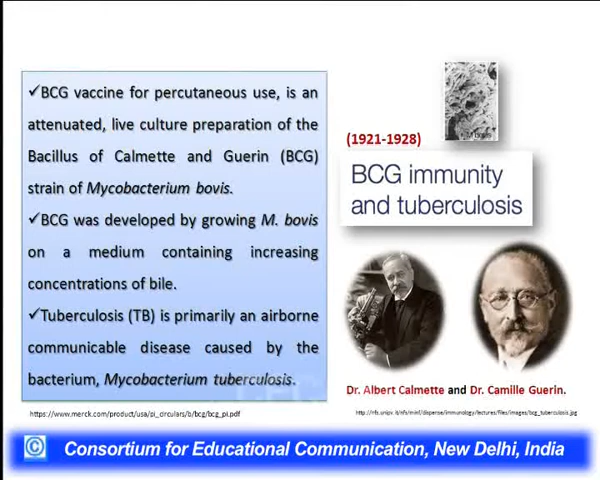 ✓BCG vaccine for percutaneous use, is an
attenuated, live culture preparation of the
Bacillus of Calmette and Guerin (BCG)
strain of Mycobacterium bovis.
✓BCG was developed by growing M. bovis
on a medium containing increasing
concentrations of bile.
✓Tuberculosis (TB) is primarily an airborne
communicable disease caused by the
bacterium, Mycobacterium tuberculosis.
https://www.merck.com/product/usa/pi_circulars/b/bcg/bcg_pi.pdf
(1921-1928)
BCG immunity
and tuberculosis
Dr. Albert Calmette and Dr. Camille Guerin.
CEC
© Consortium for Educational Communication, New Delhi, India